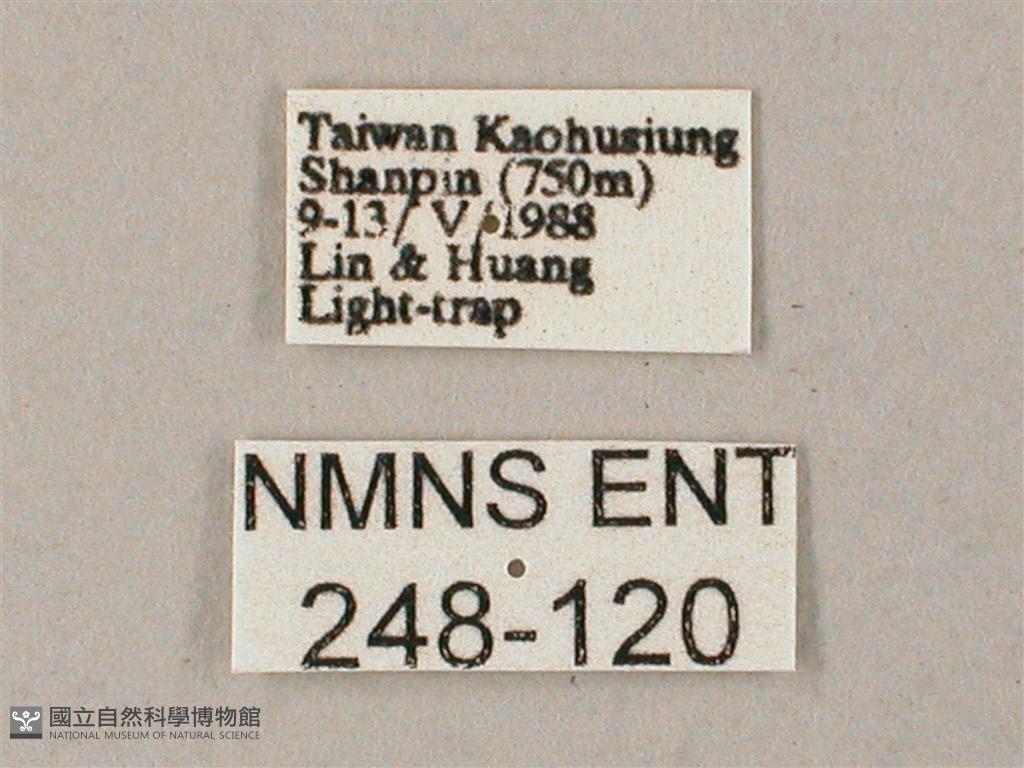 Taiwan Kaohusiung
Shanpin (750m)
9-13/ V/1988
Lin & Huang
Light-trap
NMNS ENT
248-120
國立自然科學博物館
NATIONAL MUSEUM OF NATURAL SCIENCE